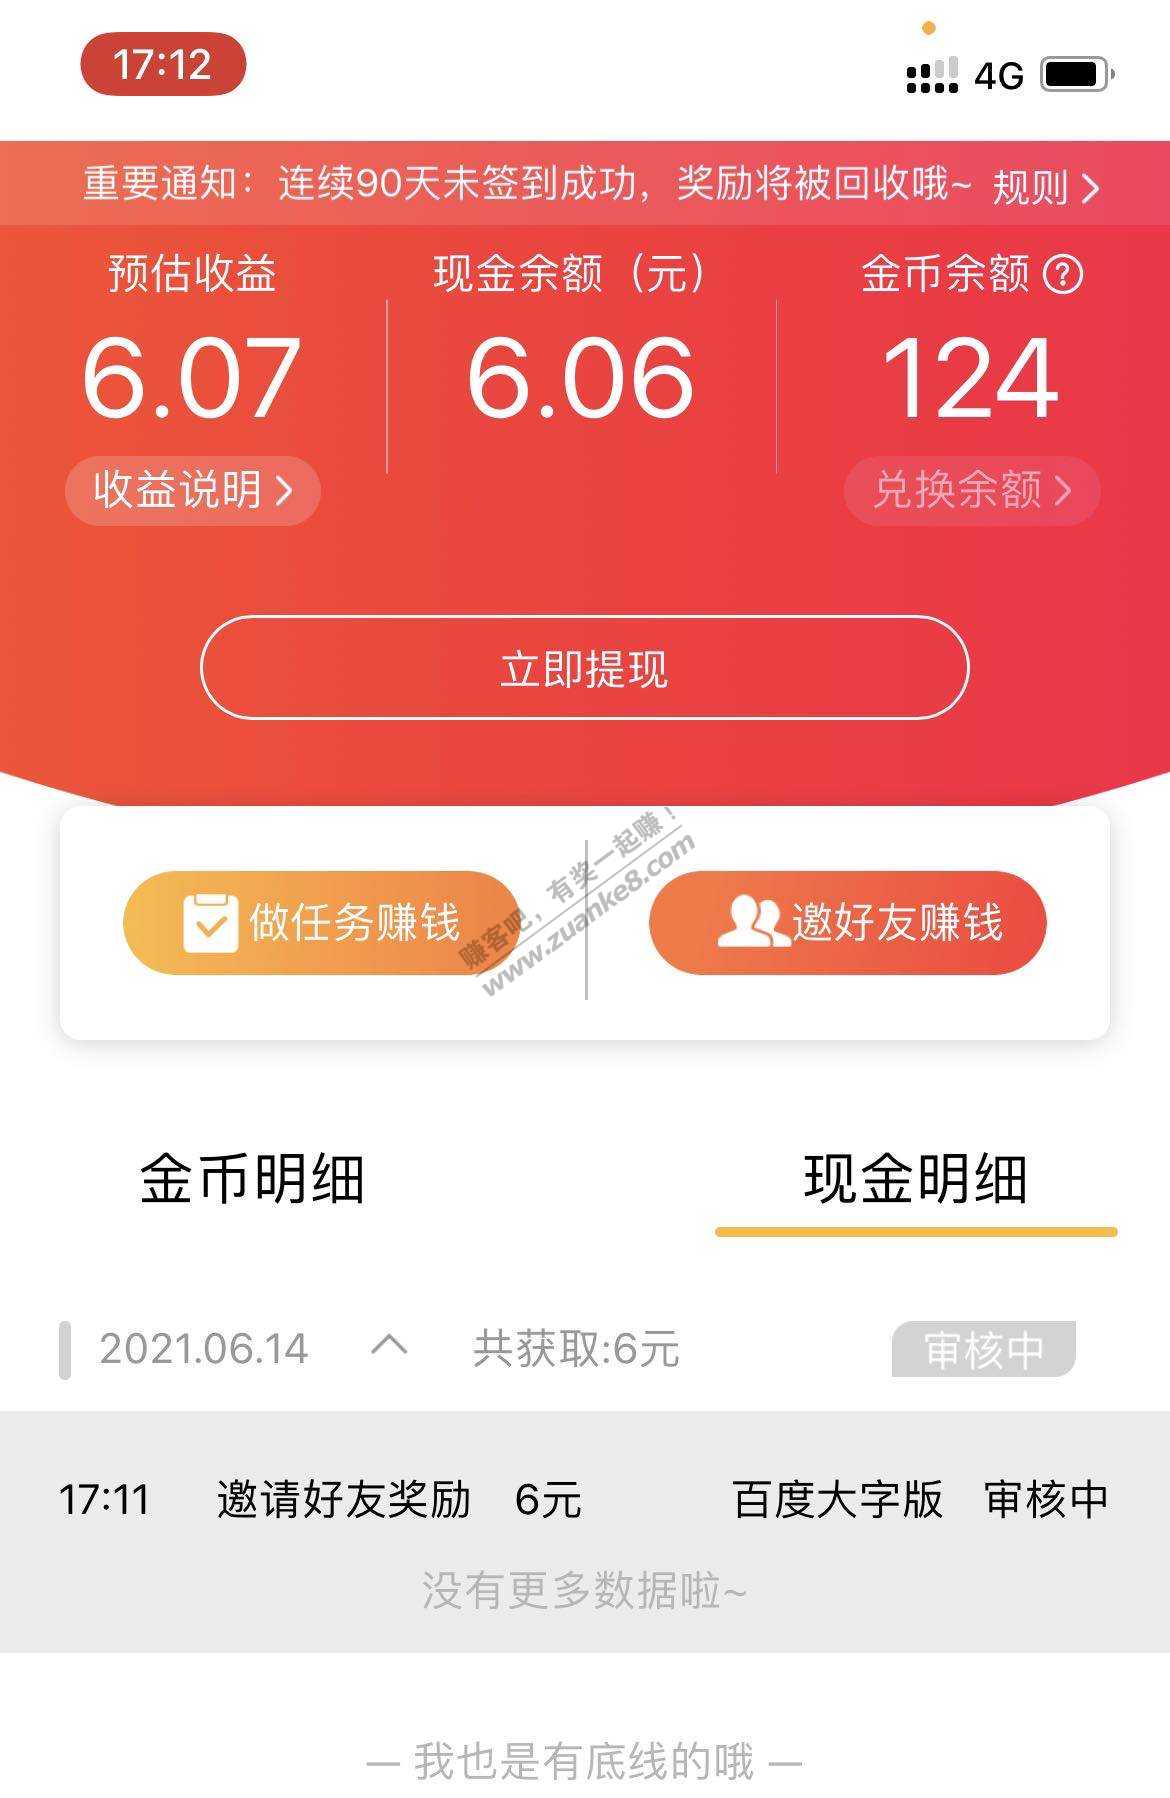 17:12
4G
重要通知：连续90天未签到成功，奖励将被回收哦~ 规则
预估收益 现金余额（元） 金币余额
6.07 6.06 124
收益说明 兑换余额
立即提现
做任务赚钱 邀好友赚钱
赚客吧，有奖一起赚！
www.zuanke8.com
金币明细 现金明细
2021.06.14 共获取:6元 审核中
17:11 邀请好友奖励 6元 百度大字版 审核中
没有更多数据啦~
— 我也是有底线的哦 —